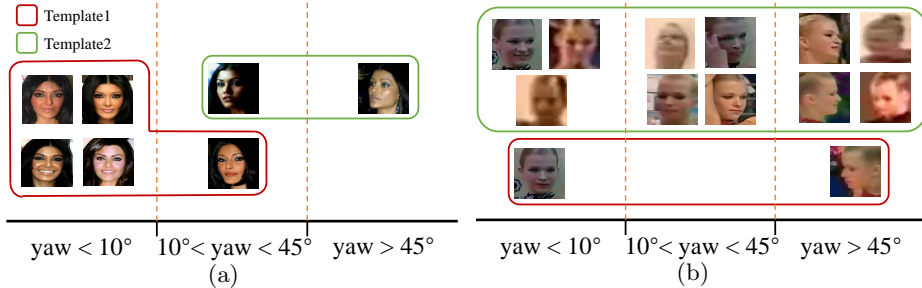 Template1
Template2
yaw < 10°
10°< yaw < 45°
yaw > 45°
(a)
yaw < 10°
10°< yaw < 45°
yaw > 45°
(b)